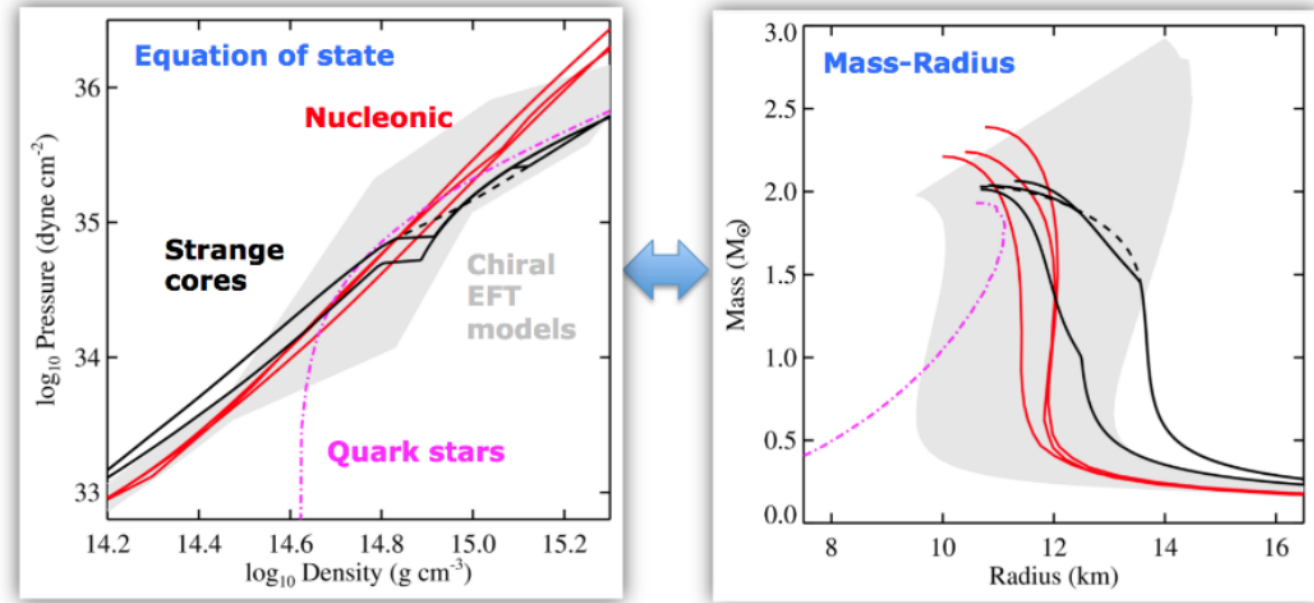 Equation of state
Nucleonic
Strange
cores
Chiral
EFT
models
Quark stars
36
35
34
33
log₁₀ Pressure (dyne cm⁻²)
14.2 14.4 14.6 14.8 15.0 15.2
log₁₀ Density (g cm⁻³)
Mass-Radius
3.0
2.5
2.0
1.5
1.0
0.5
0.0
Mass (M☉)
8 10 12 14 16
Radius (km)